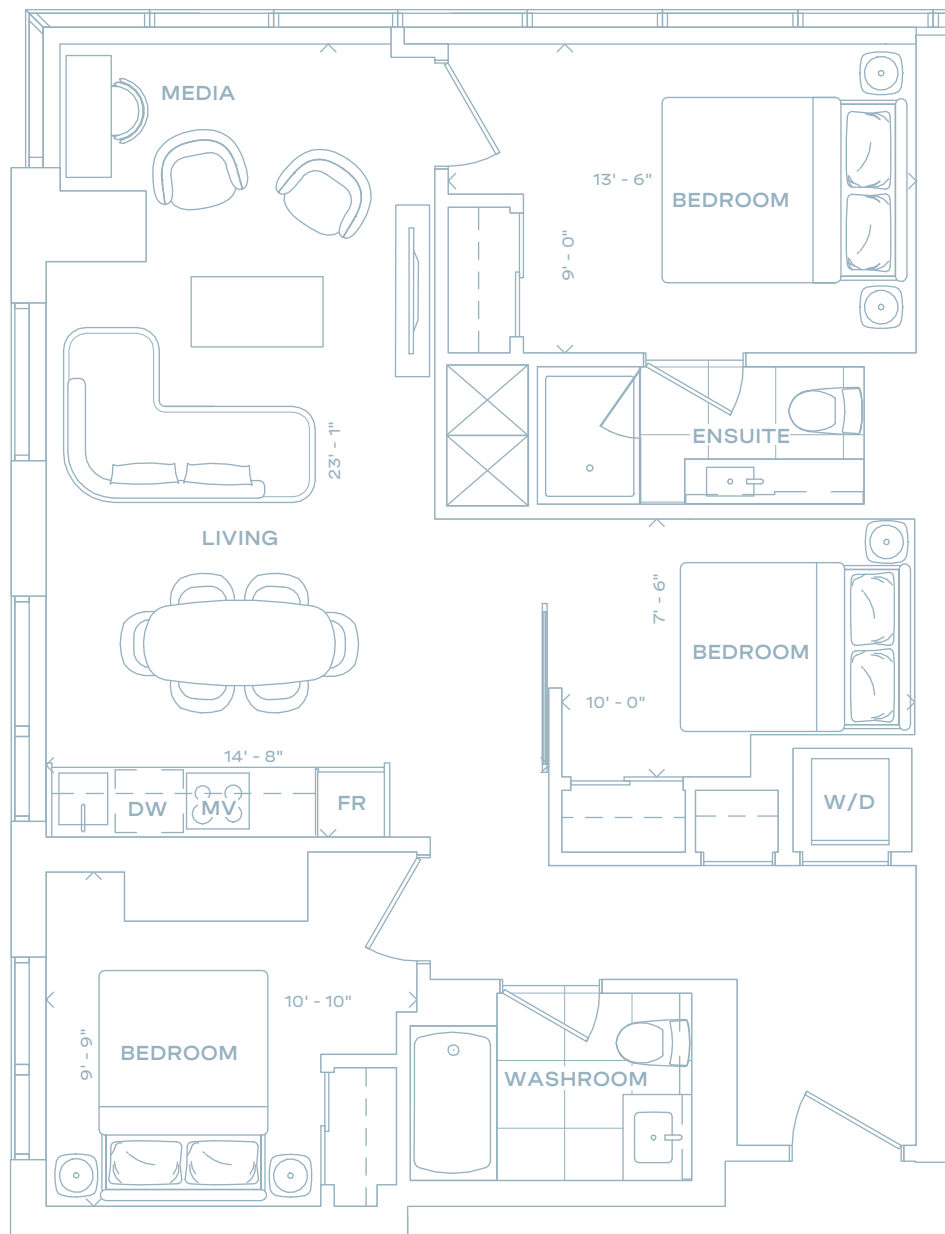 MEDIA
13' - 6"
BEDROOM
9' - 0"
23' - 1"
ENSUITE
LIVING
7' - 6"
BEDROOM
10' - 0"
14' - 8"
DW
MV
FR
W/D
10' - 10"
9' - 9"
BEDROOM
WASHROOM